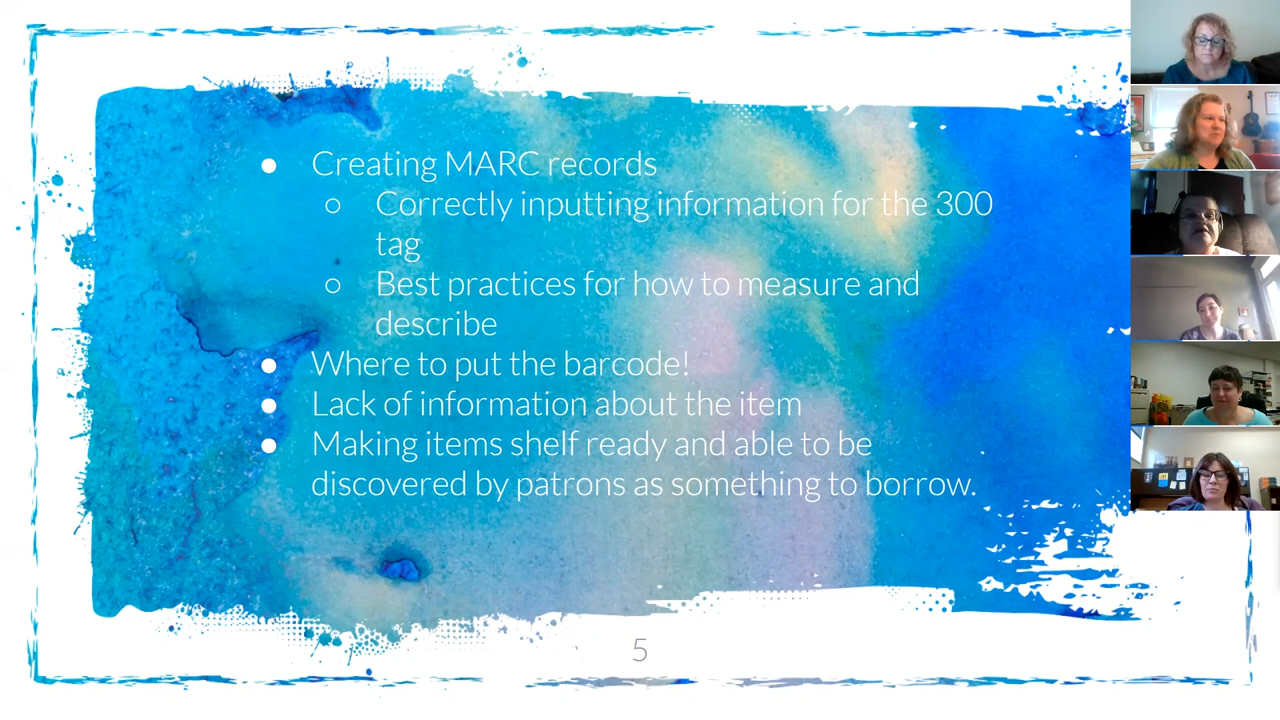 ● Creating MARC records
○ Correctly inputting information for the 300
tag
○ Best practices for how to measure and
describe
● Where to put the barcode!
● Lack of information about the item
● Making items shelf ready and able to be
discovered by patrons as something to borrow.
5